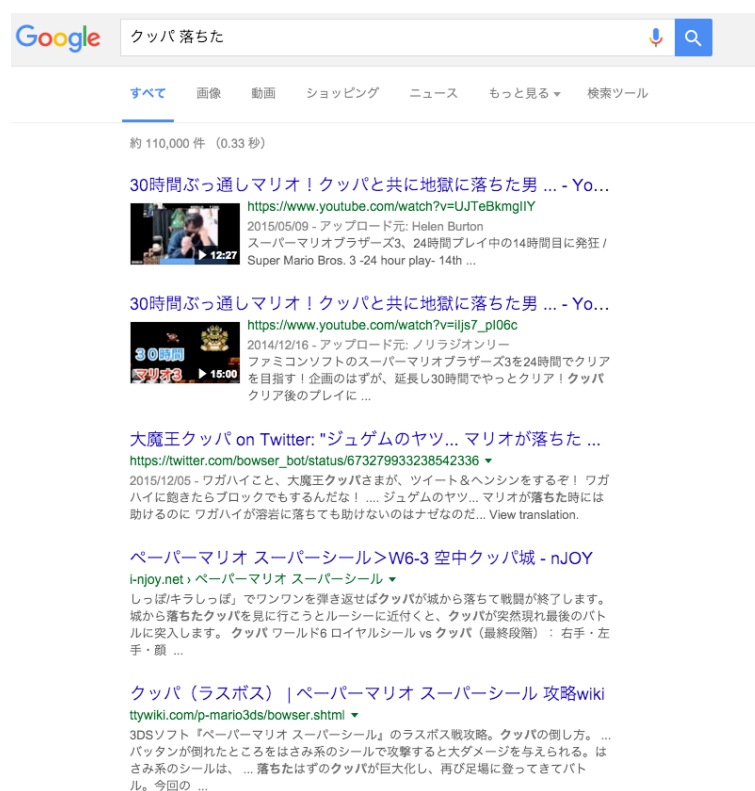 Google
クッパ 落ちた
すべて 画像 動画 ショッピング ニュース もっと見る 検索ツール
約 110,000 件 (0.33 秒)
30時間ぶっ通しマリオ！クッパと共に地獄に落ちた男 ... - Yo...
https://www.youtube.com/watch?v=UJTeBkmgIIY
2015/05/09 - アップロード元: Helen Burton
スーパーマリオブラザーズ3、24時間プレイ中の14時間目に発狂 /
Super Mario Bros. 3 -24 hour play- 14th ...
12:27
30時間ぶっ通しマリオ！クッパと共に地獄に落ちた男 ... - Yo...
https://www.youtube.com/watch?v=iIjs7_pI06c
2014/12/16 - アップロード元: ノリラジオンリー
ファミコンソフトのスーパーマリオブラザーズ3を24時間でクリア
を目指す！企画のはずが、延長し30時間でやっとクリア！クッパ
クリア後のプレイに ...
30時間
マリオ3
15:00
大魔王クッパ on Twitter: "ジュゲムのヤツ... マリオが落ちた ...
https://twitter.com/bowser_bot/status/673279933238542336
2015/12/05 - ワガハイこと、大魔王クッパさまが、ツイート＆ヘンシンをするぞ！ ワガ
ハイに飽きたらブロックでもするんだな！ .... ジュゲムのヤツ... マリオが落ちた時には
助けるのに ワガハイが溶岩に落ちても助けないのはナゼなのだ... View translation.
ペーパーマリオ スーパーシール＞W6-3 空中クッパ城 - nJOY
i-njoy.net › ペーパーマリオ スーパーシール
しっぽ/キラしっぽ」でワンワンを弾き返せばクッパが城から落ちて戦闘が終了します。
城から落ちたクッパを見に行こうとルーシーに近付くと、クッパが突然現れ最後のバト
ルに突入します。 クッパ ワールド6 ロイヤルシール vs クッパ（最終段階）： 右手・左
手・顔 ...
クッパ（ラスボス） | ペーパーマリオ スーパーシール 攻略wiki
ttywiki.com/p-mario3ds/bowser.shtml
3DSソフト『ペーパーマリオ スーパーシール』のラスボス戦攻略。クッパの倒し方。 ...
バッタンが倒れたところをはさみ系のシールで攻撃すると大ダメージを与えられる。は
さみ系のシールは、 ... 落ちたはずのクッパが巨大化し、再び足場に登ってきてバト
ル。今回の ...